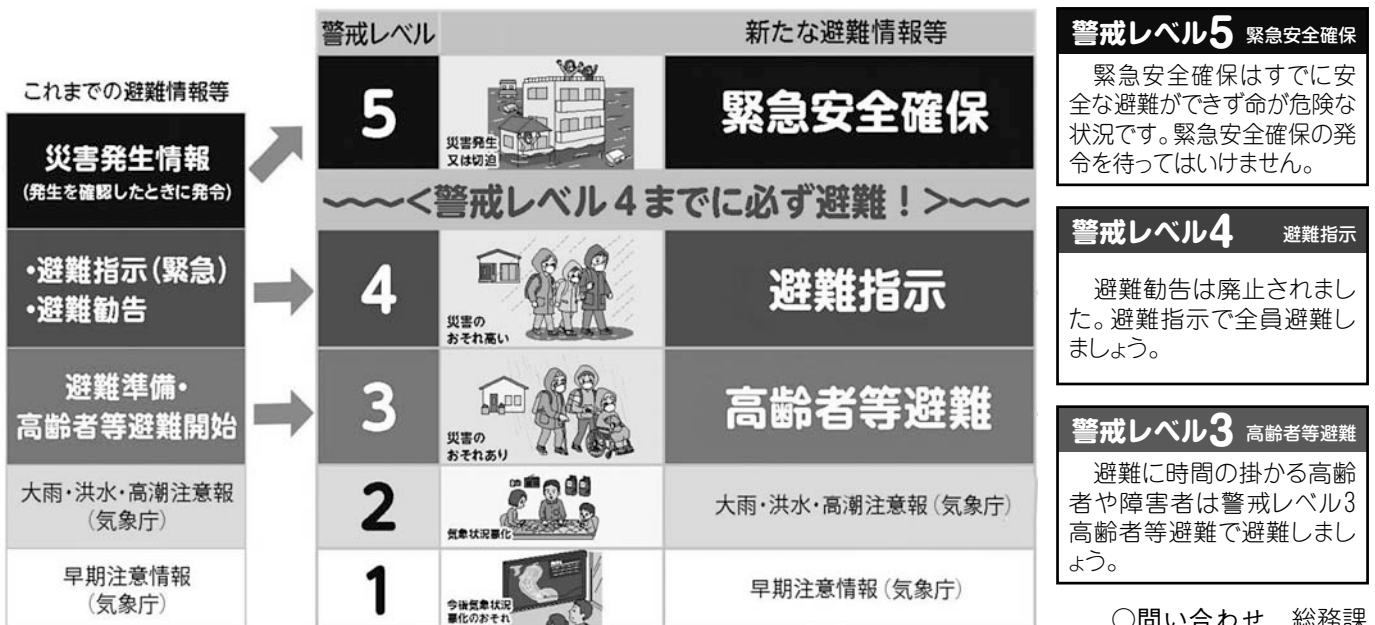 これまでの避難情報等
災害発生情報
(発生を確認したときに発令)
・避難指示(緊急)
・避難勧告
避難準備・
高齢者等避難開始
大雨・洪水・高潮注意報
(気象庁)
早期注意情報
(気象庁)
警戒レベル
新たな避難情報等
5
災害発生
又は切迫
緊急安全確保
〜〜〜<警戒レベル4までに必ず避難!>〜〜〜
4
災害の
おそれ高い
避難指示
3
災害の
おそれあり
高齢者等避難
2
気象状況悪化
大雨・洪水・高潮注意報(気象庁)
1
今後気象状況
悪化のおそれ
早期注意情報(気象庁)
警戒レベル5 緊急安全確保
緊急安全確保はすでに安
全な避難ができず命が危険な
状況です。緊急安全確保の発
令を待ってはいけません。
警戒レベル4 避難指示
避難勧告は廃止されまし
た。避難指示で全員避難し
ましょう。
警戒レベル3 高齢者等避難
避難に時間の掛かる高齢
者や障害者は警戒レベル3
高齢者等避難で避難しまし
ょう。
○問い合わせ 総務課